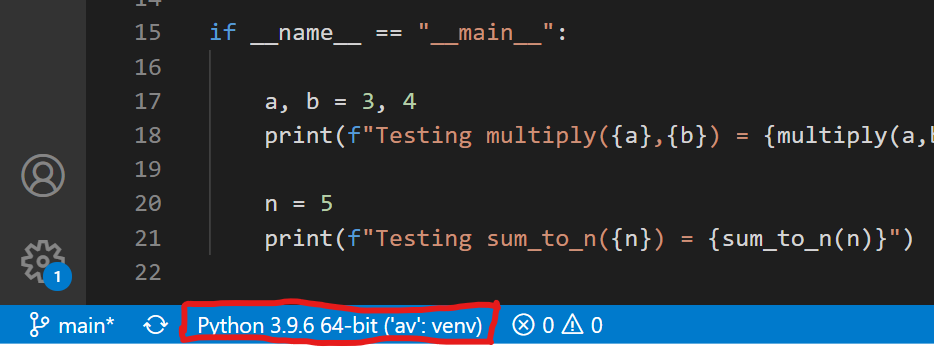 14
15 if __name__ == "__main__":
16
17 a, b = 3, 4
18 print(f"Testing multiply({a},{b}) = {multiply(a,b
19
20 n = 5
21 print(f"Testing sum_to_n({n}) = {sum_to_n(n)}")
22
1
main* Python 3.9.6 64-bit ('av': venv) 0 0